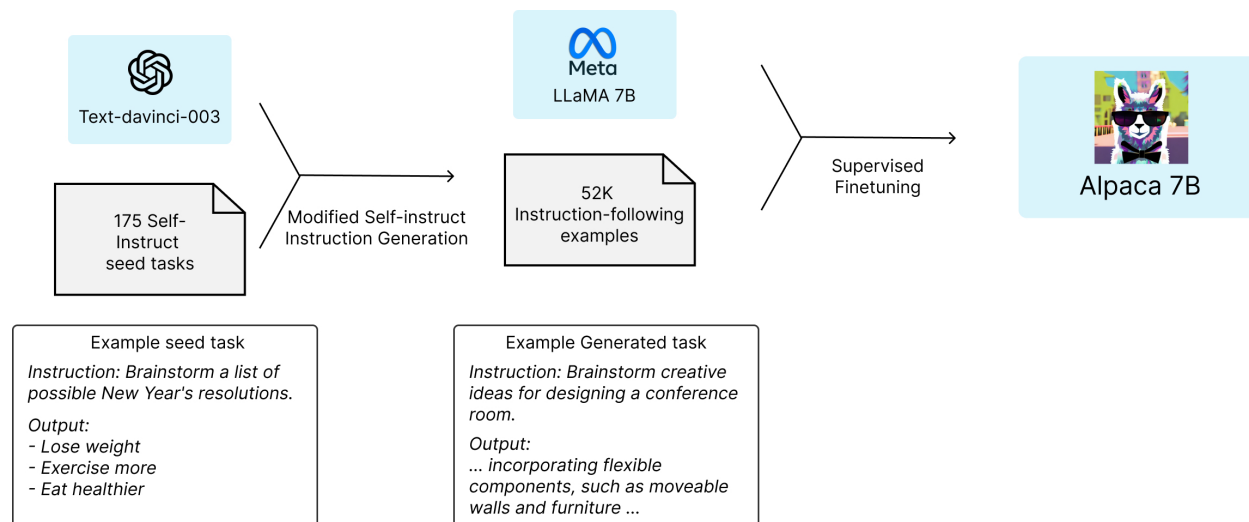 Text-davinci-003
175 Self-
Instruct
seed tasks
Modified Self-instruct
Instruction Generation
Meta
LLaMA 7B
52K
Instruction-following
examples
Supervised
Finetuning
Alpaca 7B
Example seed task
Instruction: Brainstorm a list of
possible New Year's resolutions.
Output:
- Lose weight
- Exercise more
- Eat healthier
Example Generated task
Instruction: Brainstorm creative
ideas for designing a conference
room.
Output:
... incorporating flexible
components, such as moveable
walls and furniture ...